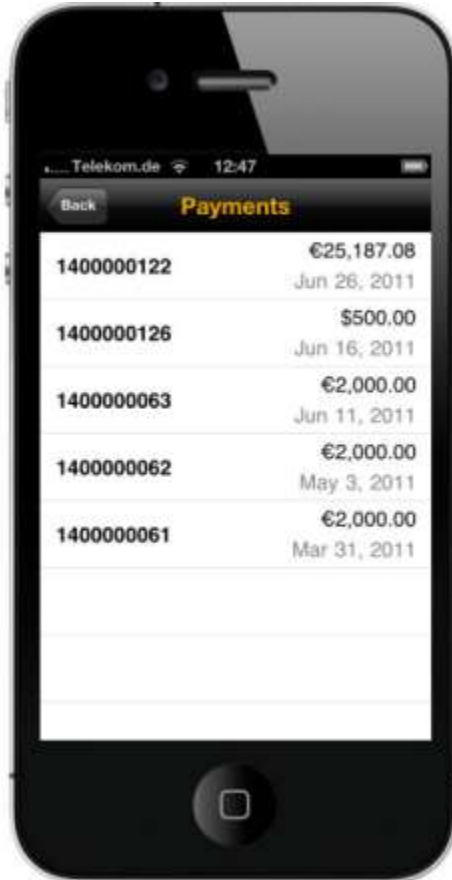 Telekom.de 12:47
Back Payments
1400000122 €25,187.08
Jun 26, 2011
1400000126 $500.00
Jun 16, 2011
1400000063 €2,000.00
Jun 11, 2011
1400000062 €2,000.00
May 3, 2011
1400000061 €2,000.00
Mar 31, 2011